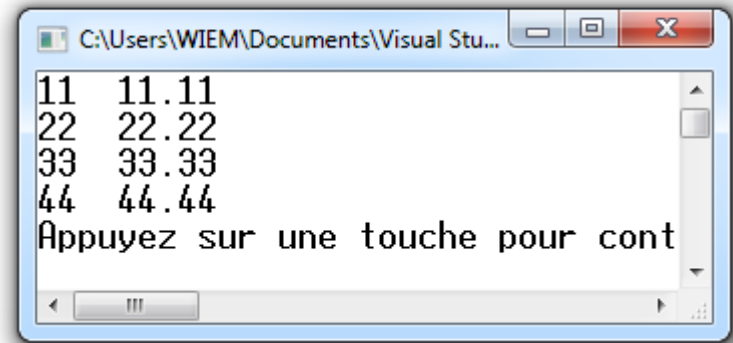 C:\Users\WIEM\Documents\Visual Stu...
11 11.11
22 22.22
33 33.33
44 44.44
Appuyez sur une touche pour cont